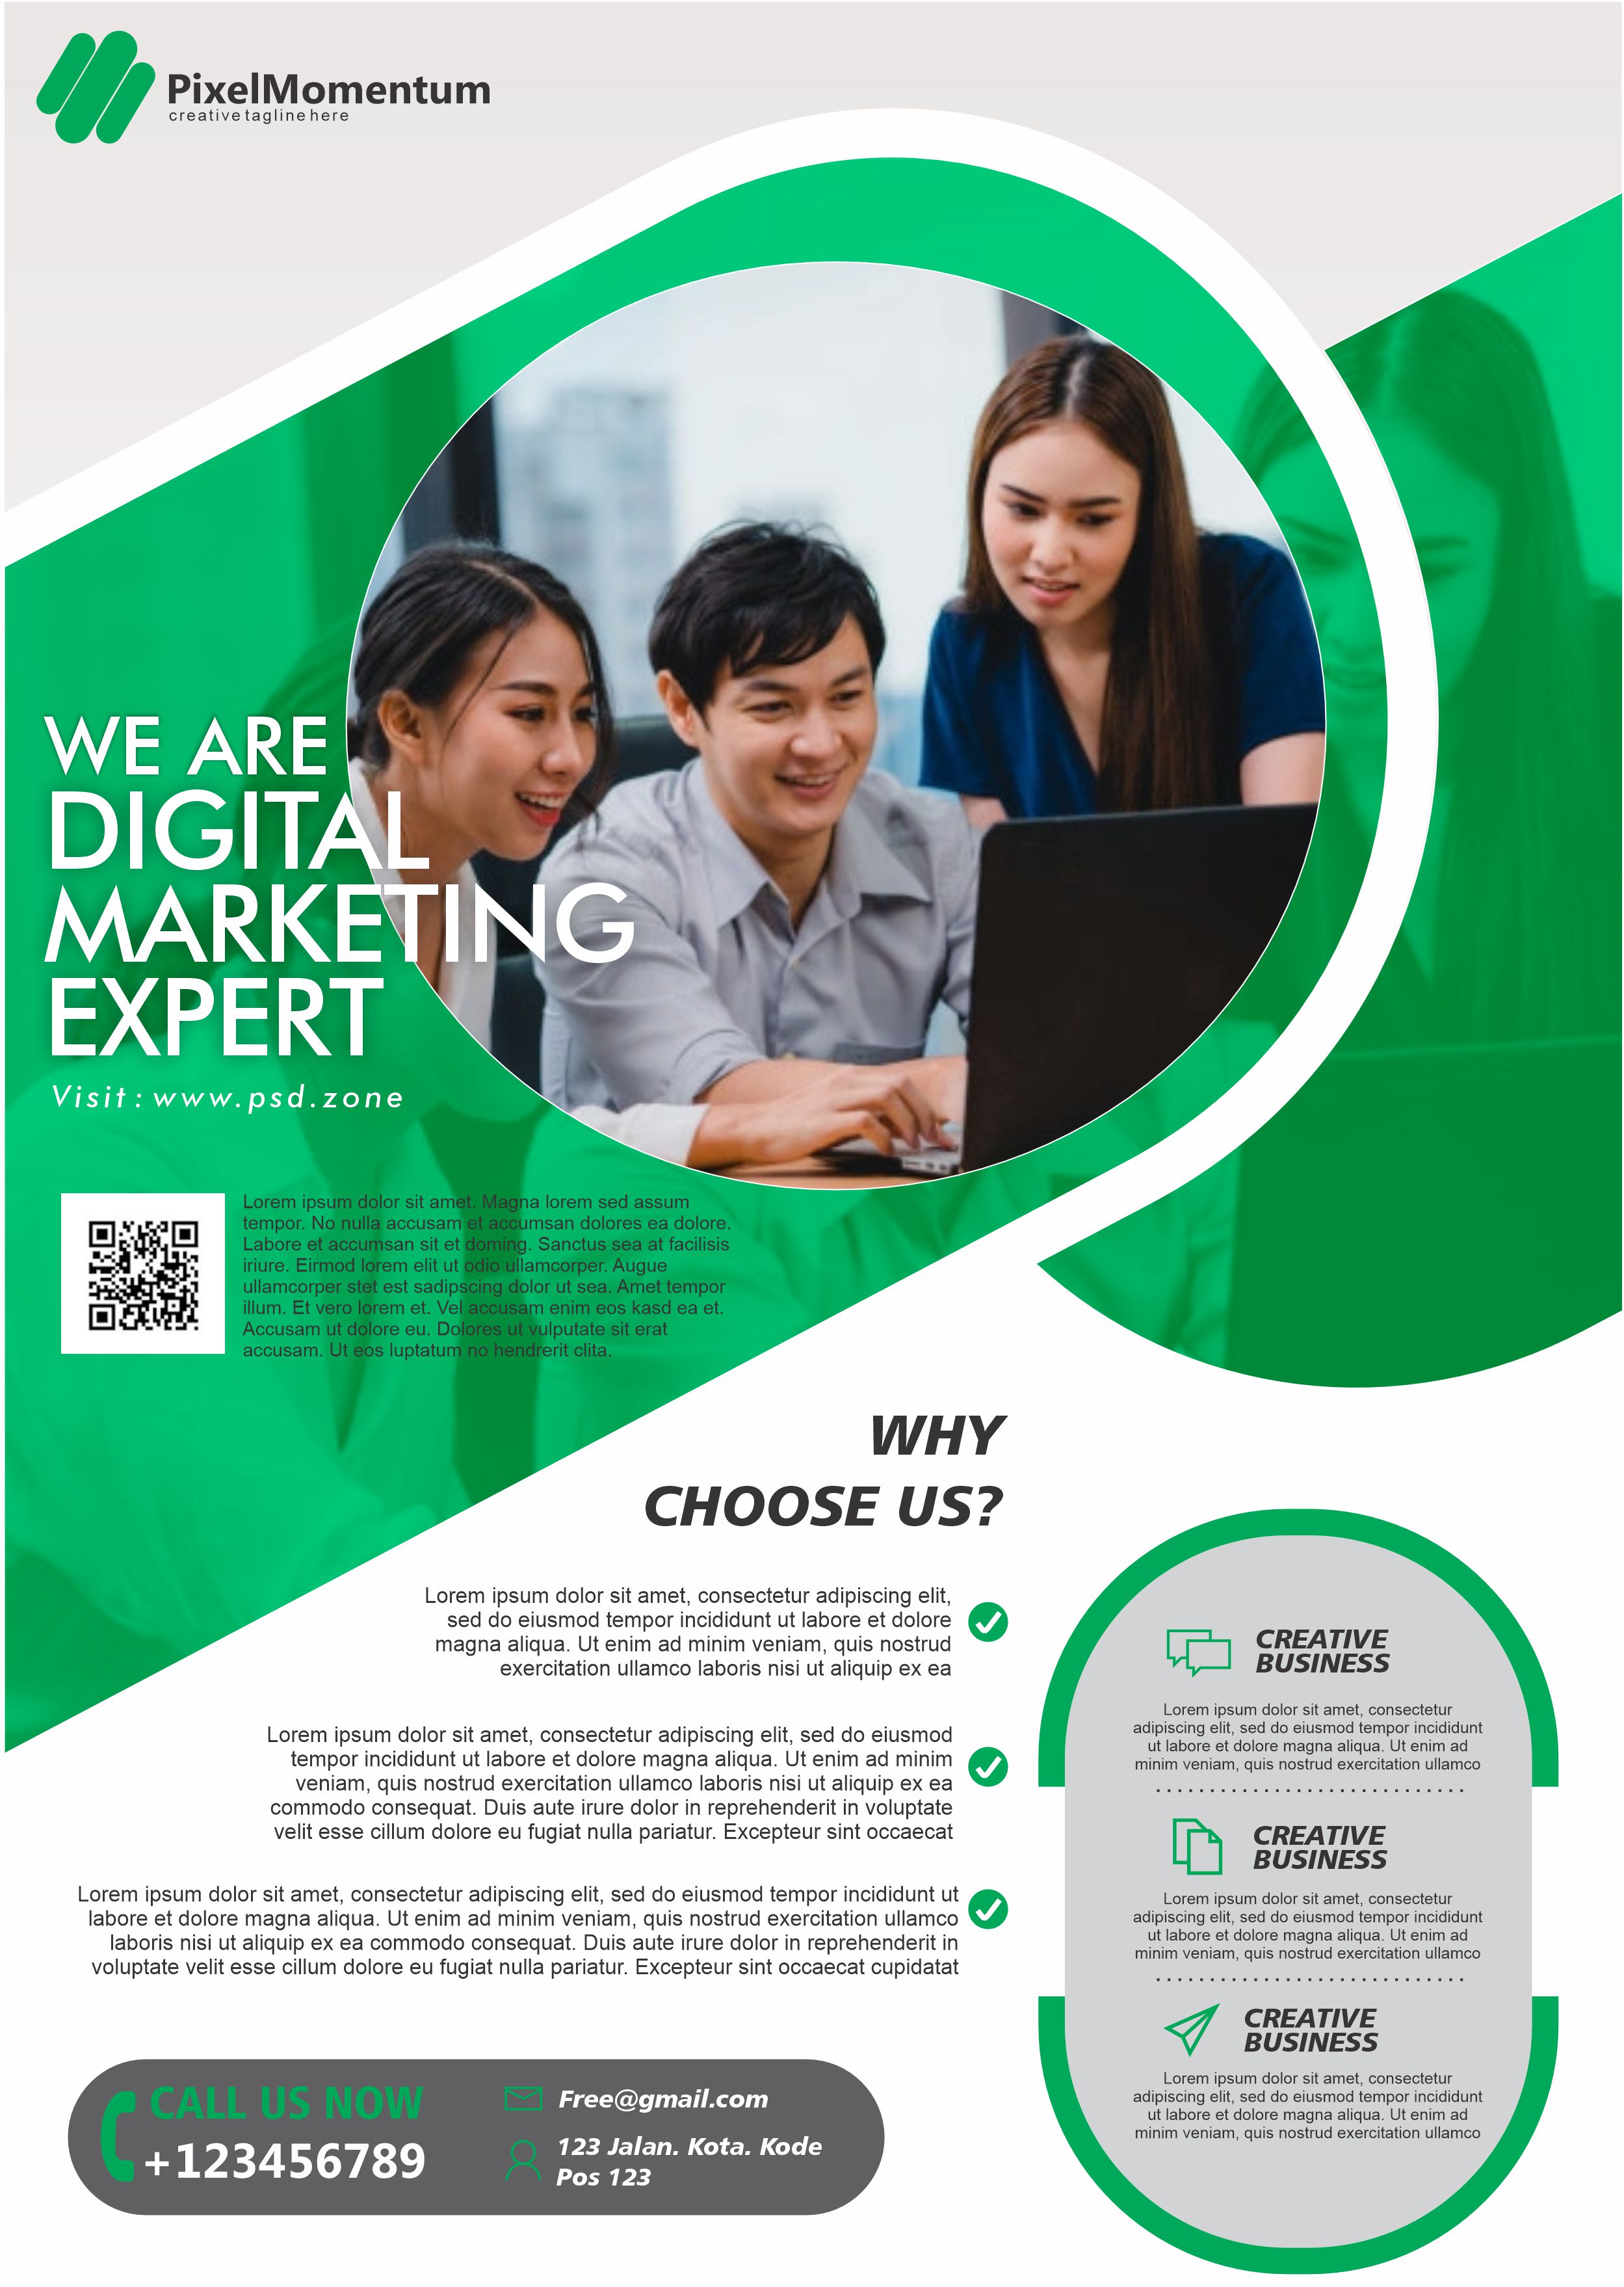 PixelMomentum
creative tagline here
WE ARE
DIGITAL
MARKETING
EXPERT
Visit : www.psd.zone
Lorem ipsum dolor sit amet. Magna lorem sed assum
tempor. No nulla accusam et accumsan dolores ea dolore.
Labore et accumsan sit et doming. Sanctus sea at facilisis
iriure. Eirmod lorem elit ut odio ullamcorper. Augue
ullamcorper stet est sadipscing dolor ut sea. Amet tempor
illum. Et vero lorem et. Vel accusam enim eos kasd ea et.
Accusam ut dolore eu. Dolores ut vulputate sit erat
accusam. Ut eos luptatum no hendrerit clita.
WHY
CHOOSE US?
Lorem ipsum dolor sit amet, consectetur adipiscing elit,
sed do eiusmod tempor incididunt ut labore et dolore
magna aliqua. Ut enim ad minim veniam, quis nostrud
exercitation ullamco laboris nisi ut aliquip ex ea
Lorem ipsum dolor sit amet, consectetur adipiscing elit, sed do eiusmod
tempor incididunt ut labore et dolore magna aliqua. Ut enim ad minim
veniam, quis nostrud exercitation ullamco laboris nisi ut aliquip ex ea
commodo consequat. Duis aute irure dolor in reprehenderit in voluptate
velit esse cillum dolore eu fugiat nulla pariatur. Excepteur sint occaecat
Lorem ipsum dolor sit amet, consectetur adipiscing elit, sed do eiusmod tempor incididunt ut
labore et dolore magna aliqua. Ut enim ad minim veniam, quis nostrud exercitation ullamco
laboris nisi ut aliquip ex ea commodo consequat. Duis aute irure dolor in reprehenderit in
voluptate velit esse cillum dolore eu fugiat nulla pariatur. Excepteur sint occaecat cupidatat
CREATIVE
BUSINESS
Lorem ipsum dolor sit amet, consectetur
adipiscing elit, sed do eiusmod tempor incididunt
ut labore et dolore magna aliqua. Ut enim ad
minim veniam, quis nostrud exercitation ullamco
CREATIVE
BUSINESS
Lorem ipsum dolor sit amet, consectetur
adipiscing elit, sed do eiusmod tempor incididunt
ut labore et dolore magna aliqua. Ut enim ad
minim veniam, quis nostrud exercitation ullamco
CREATIVE
BUSINESS
Lorem ipsum dolor sit amet, consectetur
adipiscing elit, sed do eiusmod tempor incididunt
ut labore et dolore magna aliqua. Ut enim ad
minim veniam, quis nostrud exercitation ullamco
CALL US NOW
+123456789
Free@gmail.com
123 Jalan. Kota. Kode
Pos 123